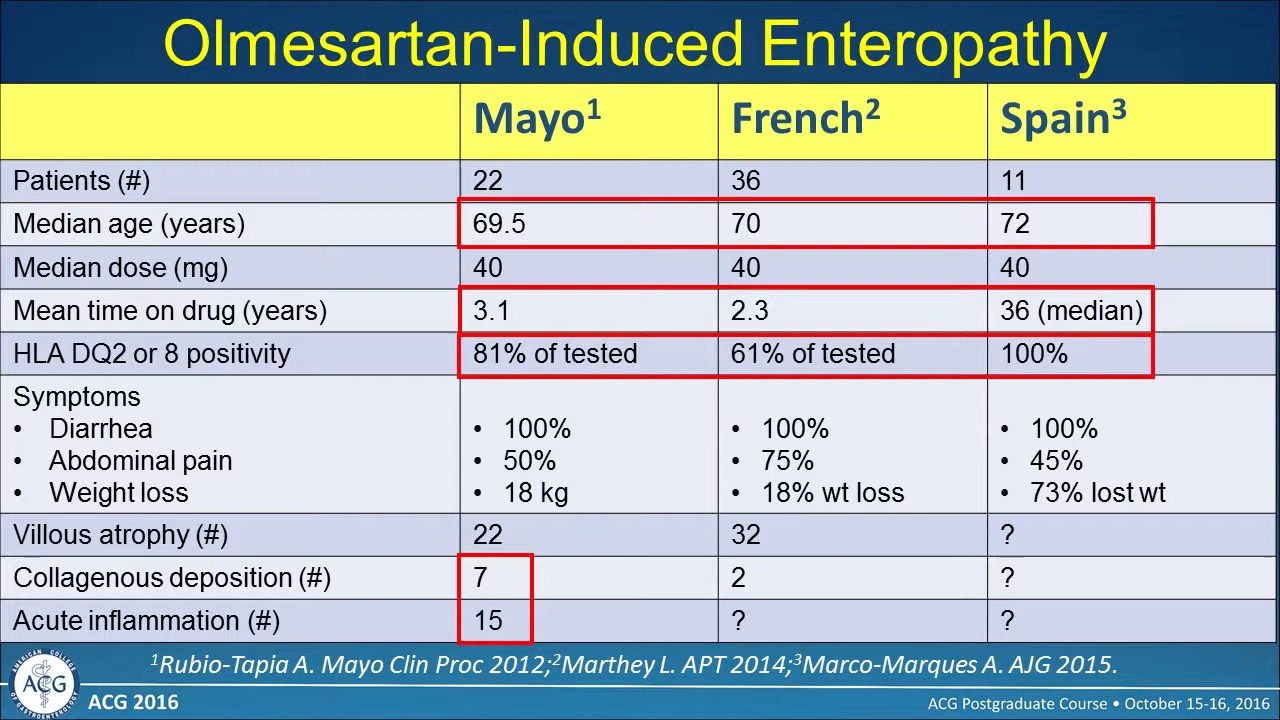 Olmesartan-Induced Enteropathy
Mayo¹ French² Spain³
Patients (#) 22 36 11
Median age (years) 69.5 70 72
Median dose (mg) 40 40 40
Mean time on drug (years) 3.1 2.3 36 (median)
HLA DQ2 or 8 positivity 81% of tested 61% of tested 100%
Symptoms
• Diarrhea • 100% • 100% • 100%
• Abdominal pain • 50% • 75% • 45%
• Weight loss • 18 kg • 18% wt loss • 73% lost wt
Villous atrophy (#) 22 32 ?
Collagenous deposition (#) 7 2 ?
Acute inflammation (#) 15 ? ?
¹Rubio-Tapia A. Mayo Clin Proc 2012;²Marthey L. APT 2014;³Marco-Marques A. AJG 2015.
AMERICAN COLLEGE OF GASTROENTEROLOGY
ACG
ACG 2016
ACG Postgraduate Course • October 15-16, 2016